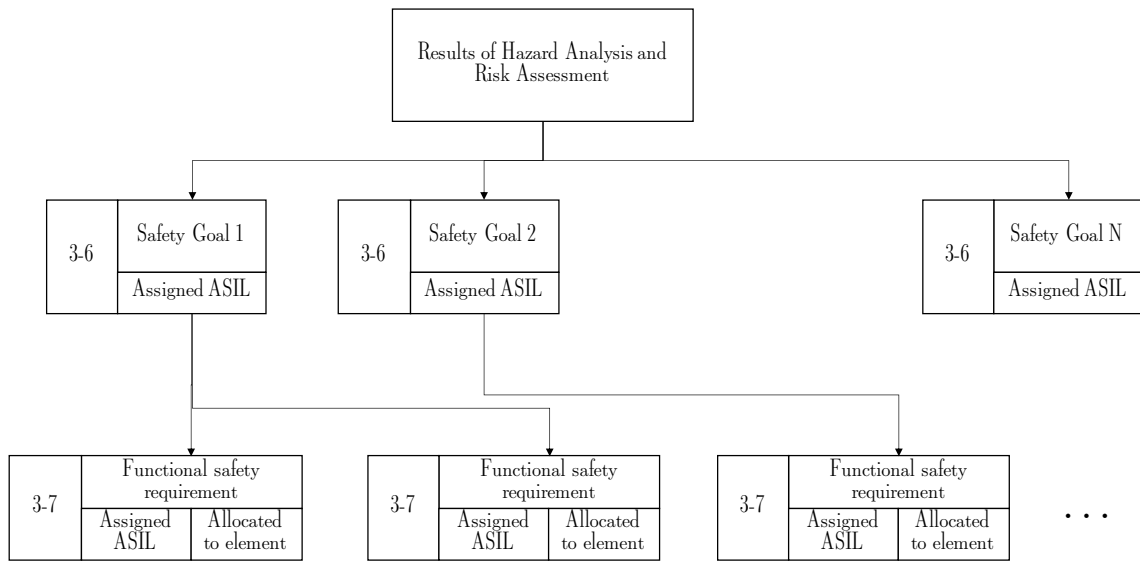 Results of Hazard Analysis and
Risk Assessment
3-6
Safety Goal 1
Assigned ASIL
3-6
Safety Goal 2
Assigned ASIL
3-6
Safety Goal N
Assigned ASIL
3-7
Functional safety
requirement
Assigned
ASIL
Allocated
to element
3-7
Functional safety
requirement
Assigned
ASIL
Allocated
to element
3-7
Functional safety
requirement
Assigned
ASIL
Allocated
to element
...